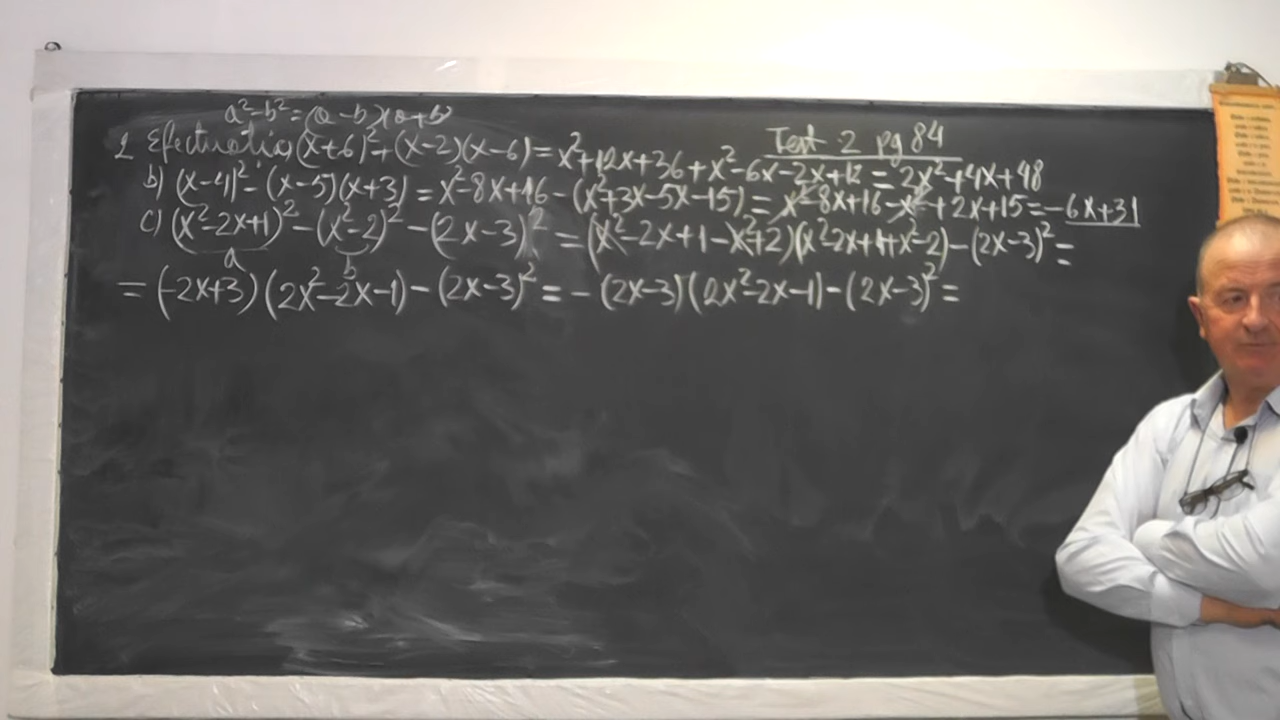 a²-b²=(a-b)(a+b)
Test 2 pg 84
2 Efectuati a) (x+6)²+(x-2)(x-6)=x²+12x+36+x²-6x-2x+12=2x²+4x+48
b) (x-4)²-(x-5)(x+3)=x²-8x+16-(x²+3x-5x-15)=x²-8x+16-x²+2x+15=-6x+31
c) (x²-2x+1)²-(x²-2)²-(2x-3)²=(x²-2x+1-x²+2)(x²-2x+1+x²-2)-(2x-3)²=
a b
=(-2x+3)(2x²-2x-1)-(2x-3)²=-(2x-3)(2x²-2x-1)-(2x-3)²=